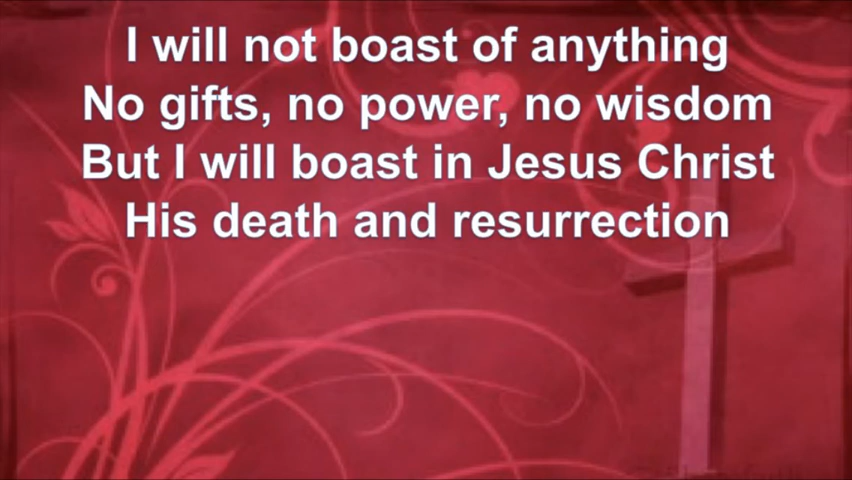 I will not boast of anything
No gifts, no power, no wisdom
But I will boast in Jesus Christ
His death and resurrection